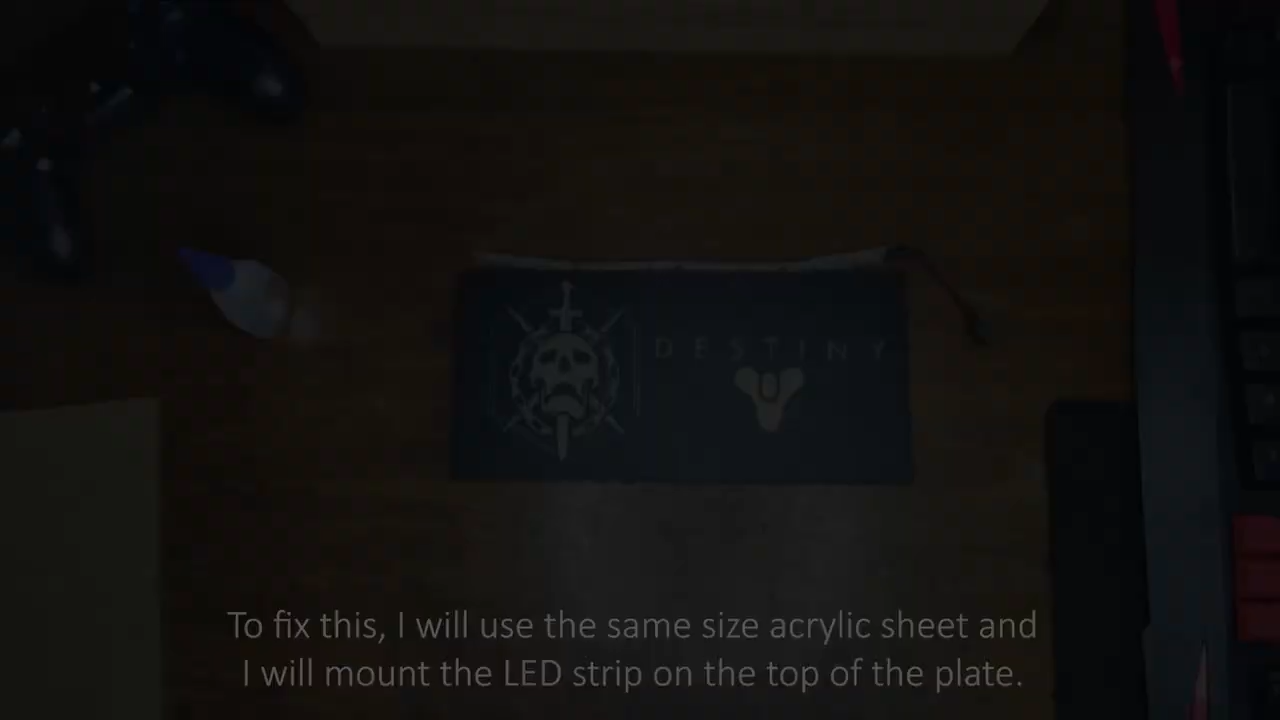 DESTINY
To fix this, I will use the same size acrylic sheet and
I will mount the LED strip on the top of the plate.